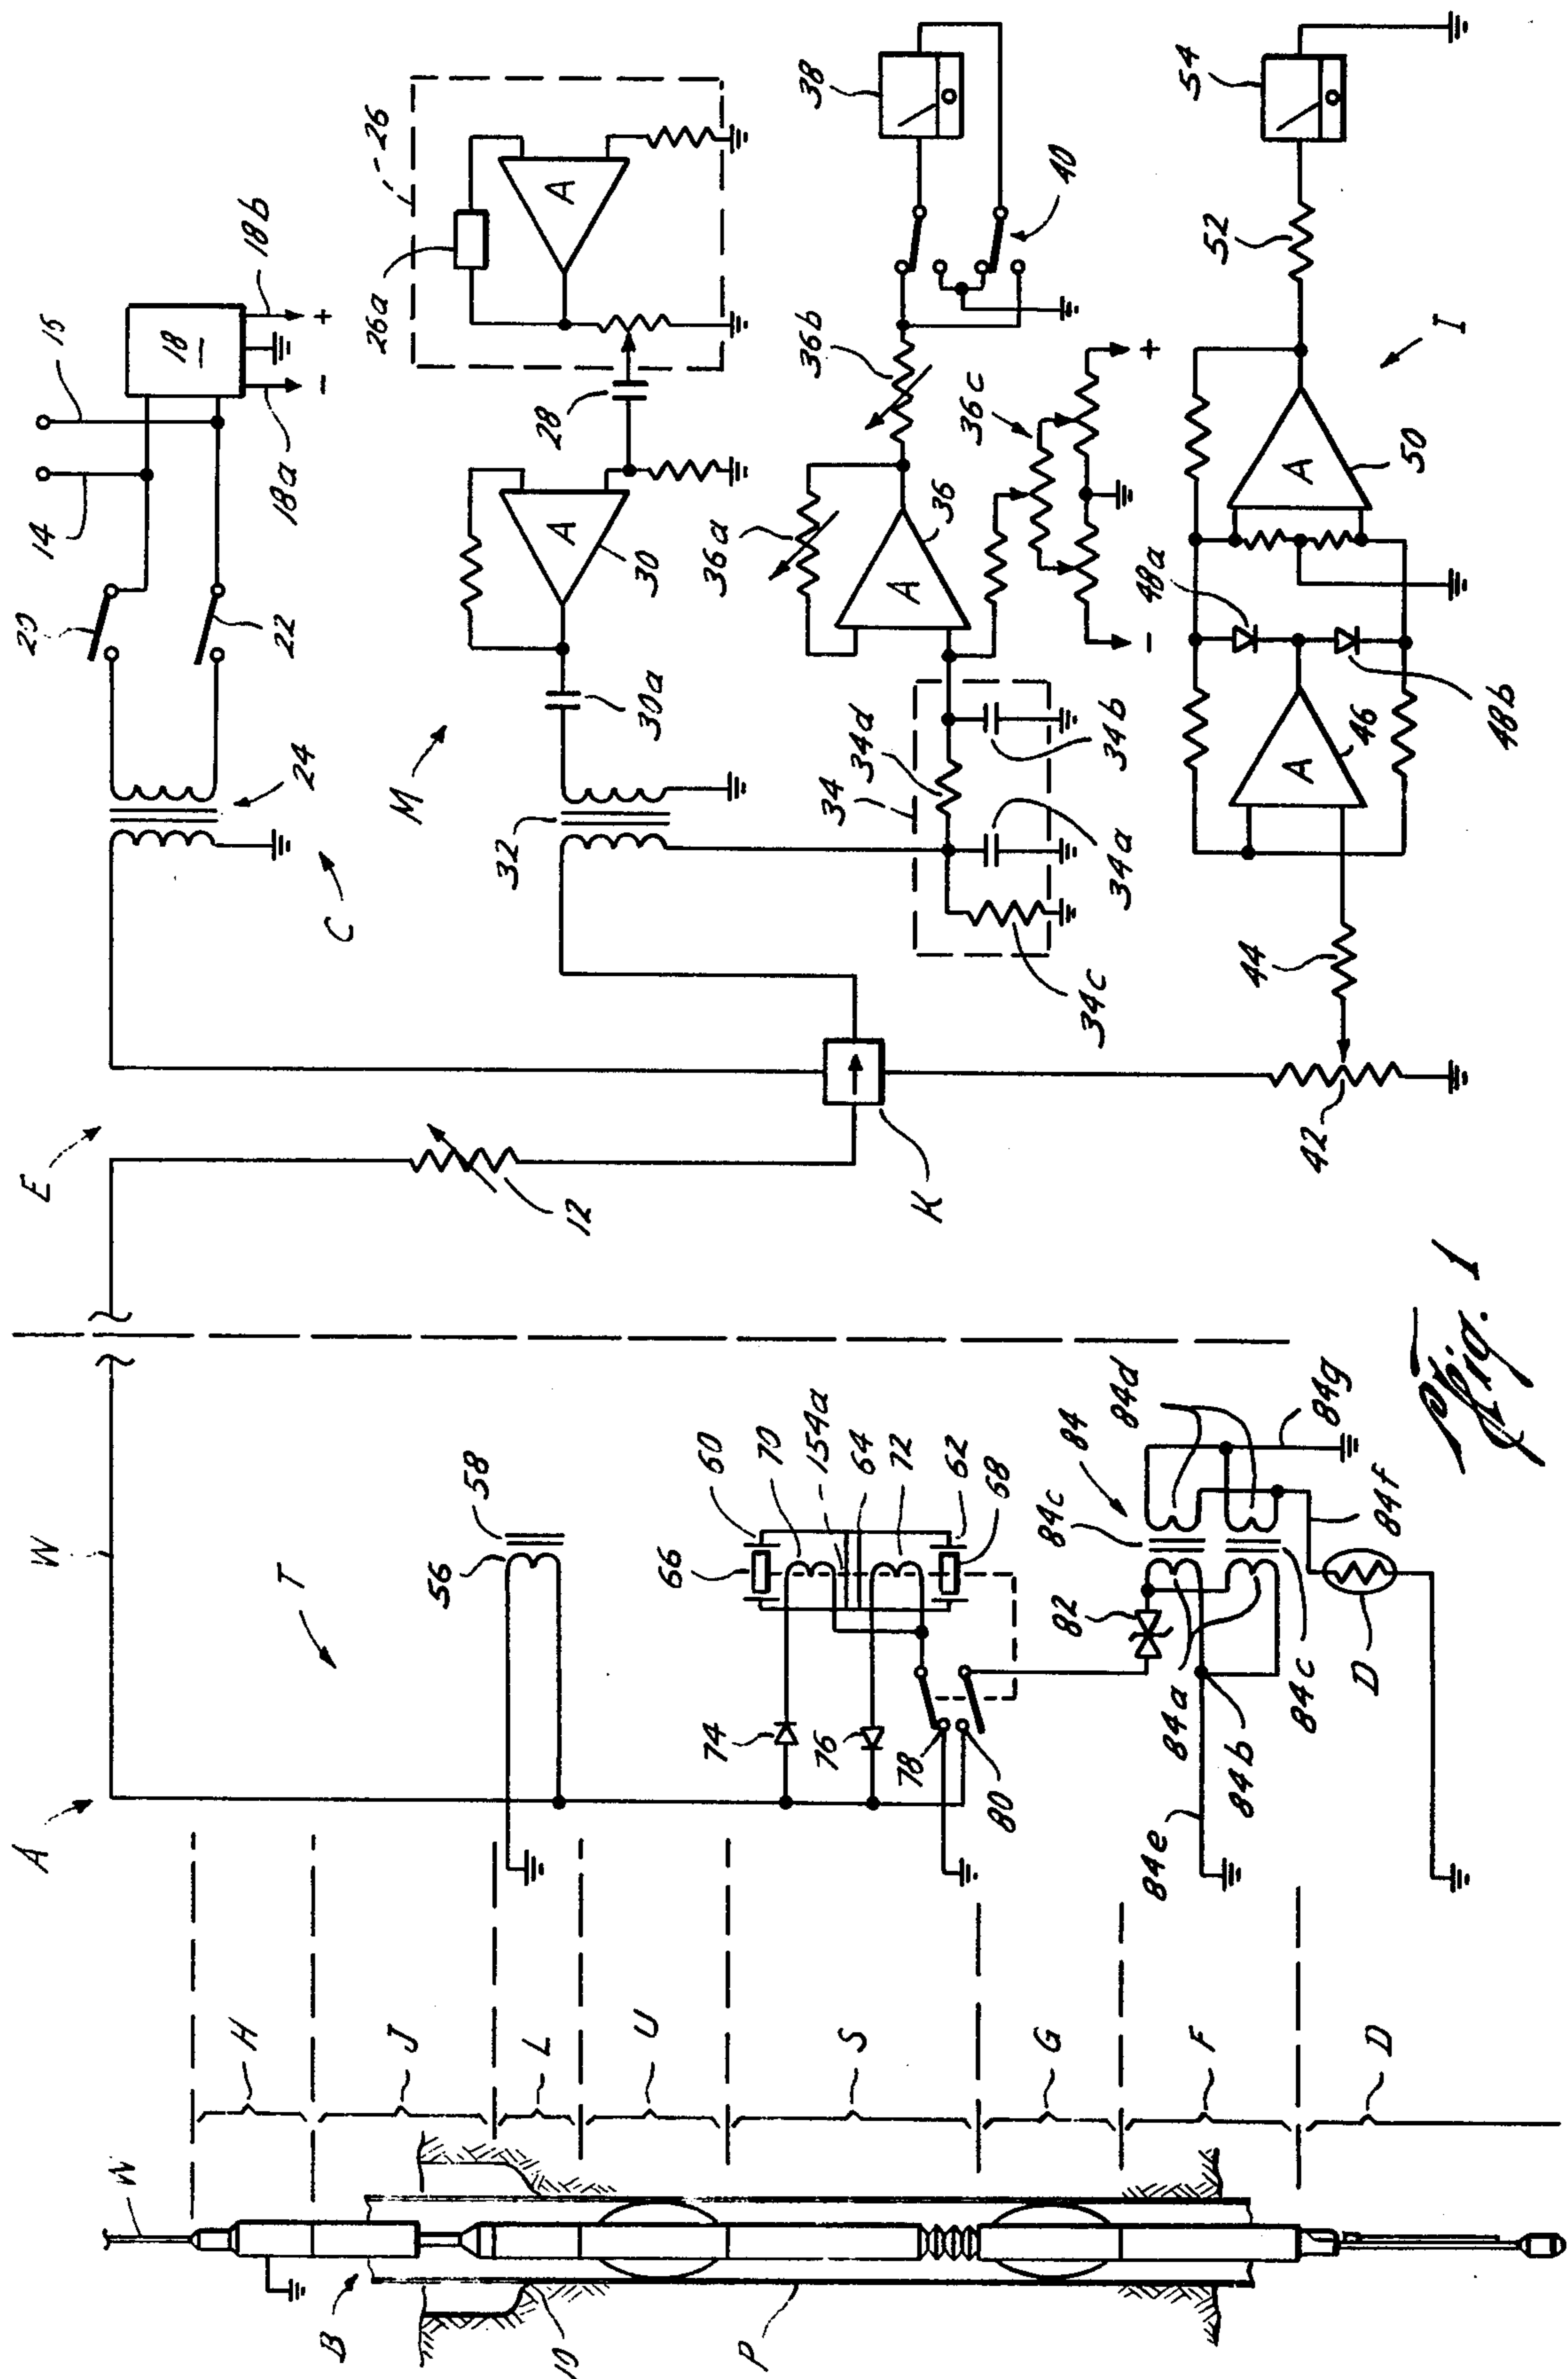 14
15
18
18a
18b
+
-
20
22
24
C
E
26
26a
28
A
A
30
30a
M
32
38
40
36a
36b
36
A
36c
+
-
34
34d
34b
34a
34c
12
K
54
52
I
50
A
48a
48b
46
A
44
42
W
A
T
56
58
60
66
70
154a
64
72
62
68
74
76
78
80
82
84
84c
84d
84g
84f
84a
84b
84c
84e
D
W
H
J
L
U
S
G
F
D
B
10
P
Fig. 1